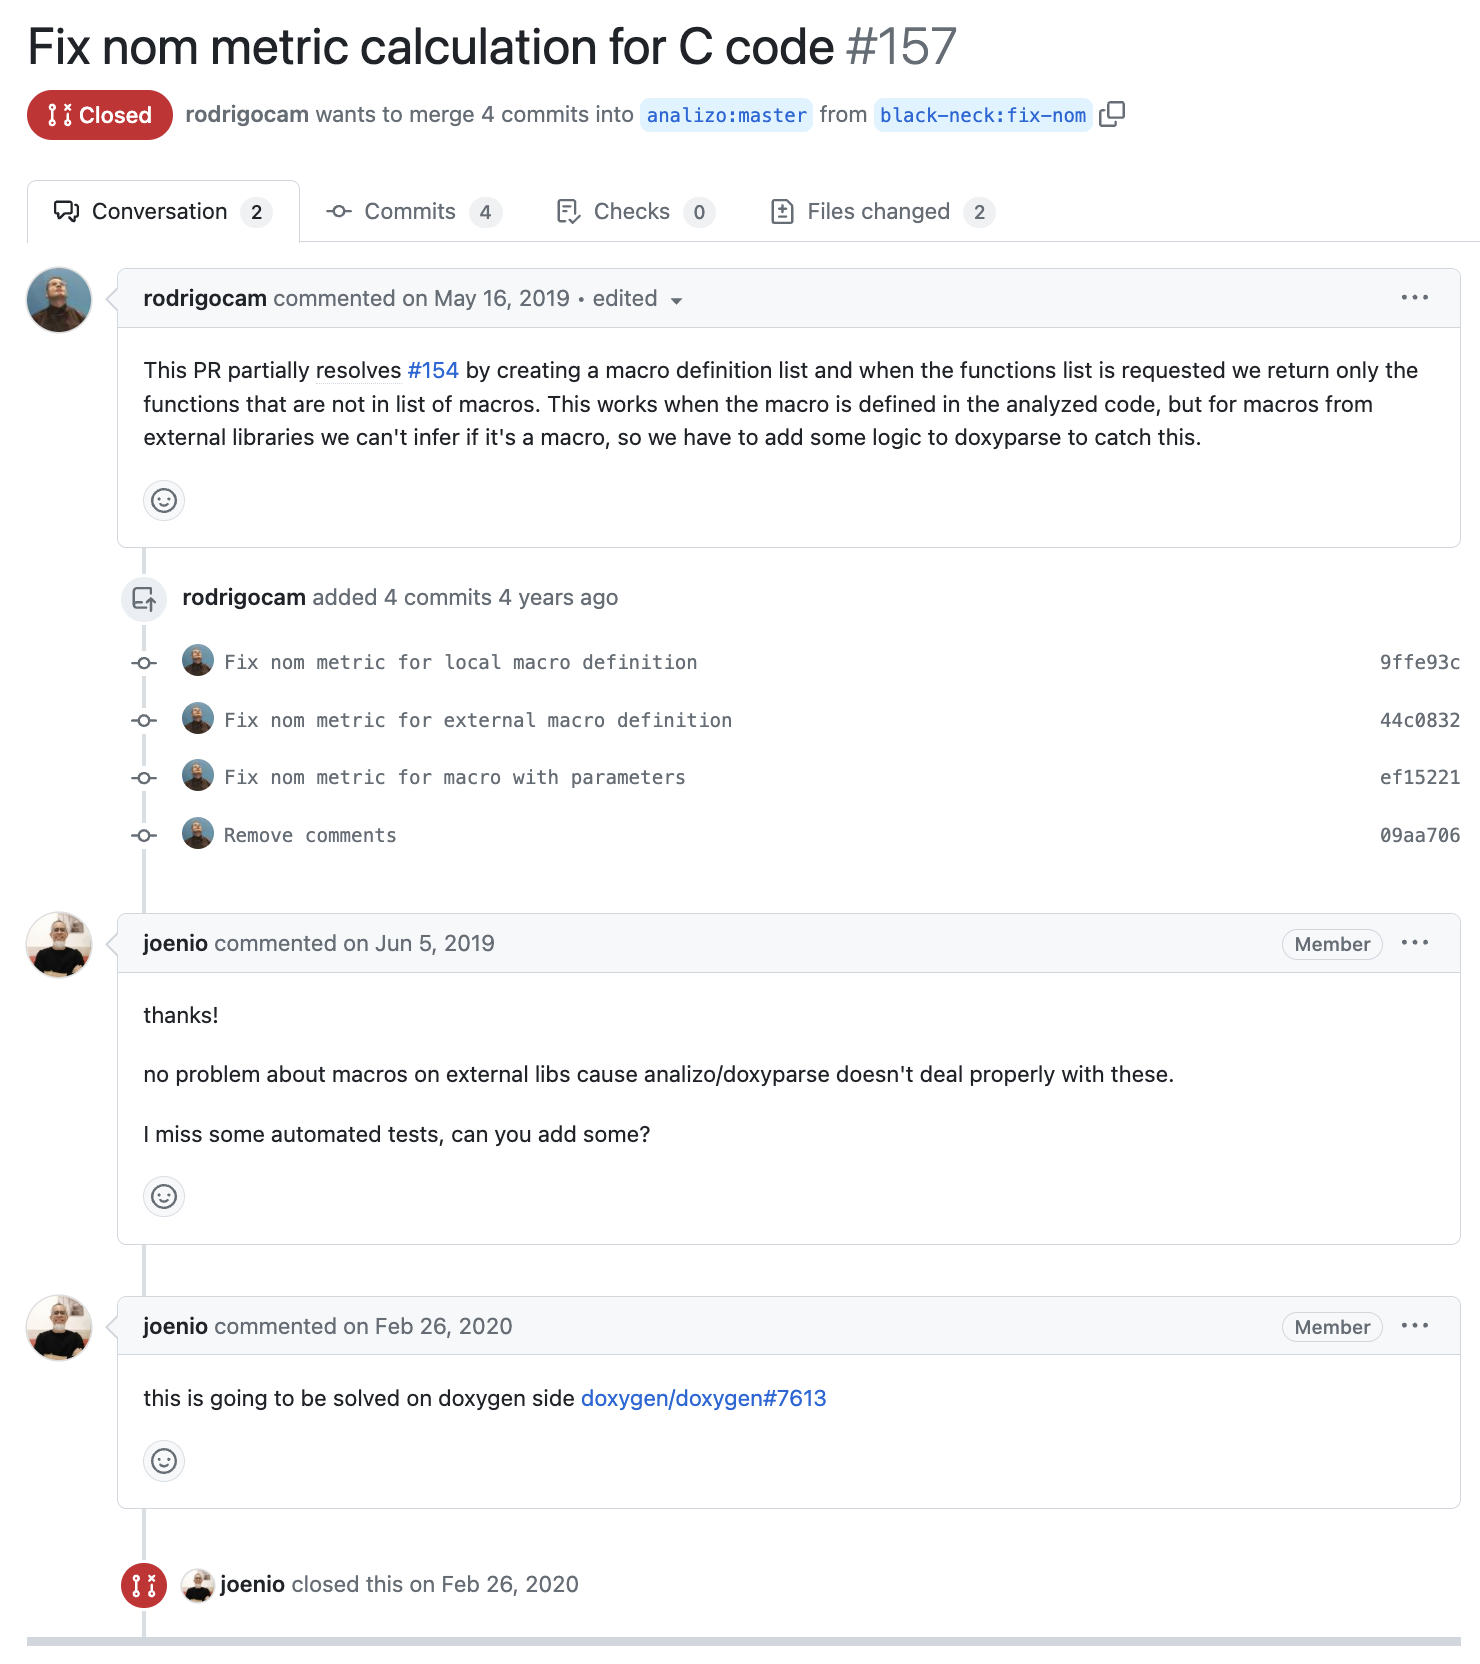 Fix nom metric calculation for C code #157
Closed rodrigocam wants to merge 4 commits into analizo:master from black-neck:fix-nom
Conversation 2 Commits 4 Checks 0 Files changed 2
rodrigocam commented on May 16, 2019 • edited
This PR partially resolves #154 by creating a macro definition list and when the functions list is requested we return only the
functions that are not in list of macros. This works when the macro is defined in the analyzed code, but for macros from
external libraries we can't infer if it's a macro, so we have to add some logic to doxyparse to catch this.
rodrigocam added 4 commits 4 years ago
Fix nom metric for local macro definition 9ffe93c
Fix nom metric for external macro definition 44c0832
Fix nom metric for macro with parameters ef15221
Remove comments 09aa706
joenio commented on Jun 5, 2019 Member
thanks!
no problem about macros on external libs cause analizo/doxyparse doesn't deal properly with these.
I miss some automated tests, can you add some?
joenio commented on Feb 26, 2020 Member
this is going to be solved on doxygen side doxygen/doxygen#7613
joenio closed this on Feb 26, 2020